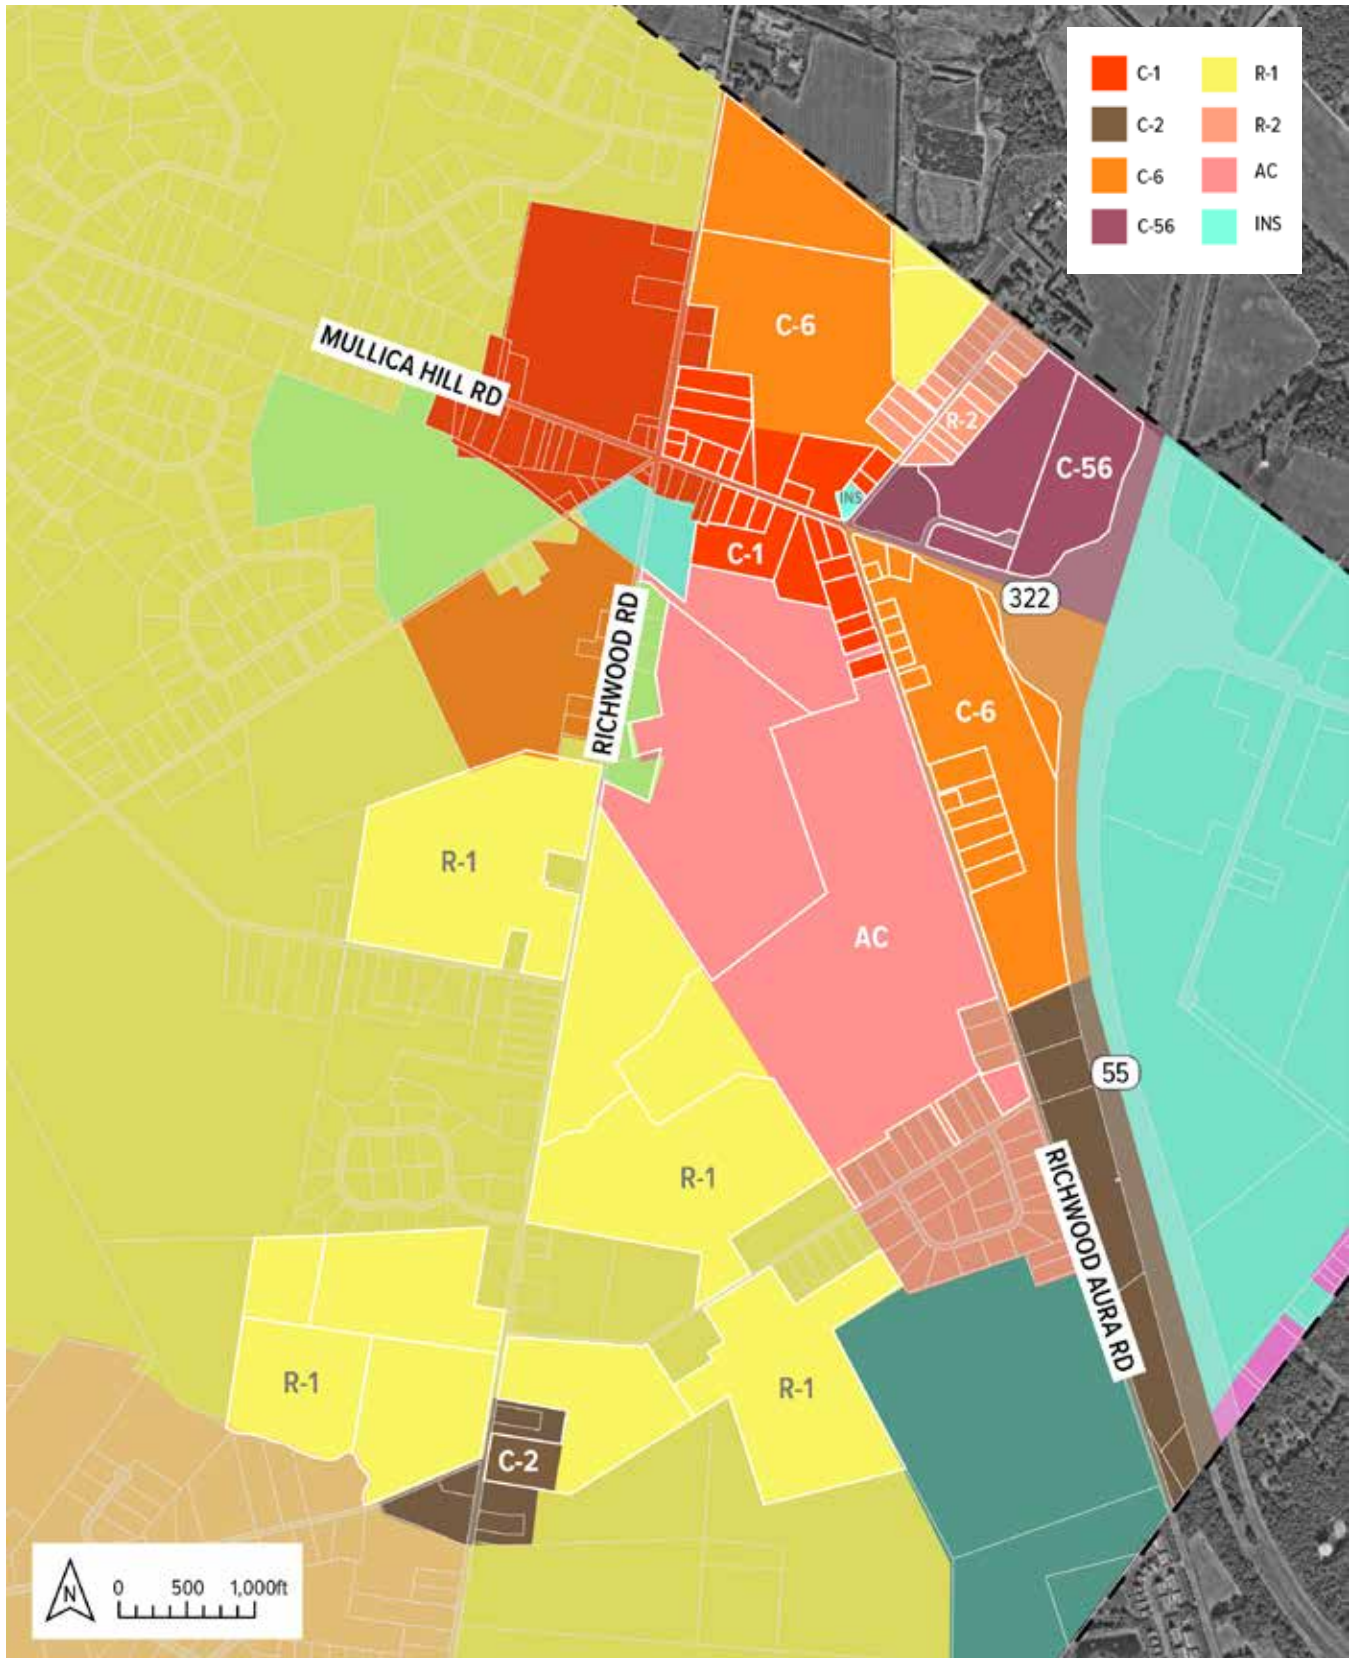 C-1
R-1
C-2
R-2
C-6
AC
C-56
INS
C-6
MULLICA HILL RD
R-2
C-56
INS
C-1
322
RICHWOOD RD
C-6
R-1
AC
55
R-1
RICHWOOD AURA RD
R-1
R-1
C-2
N
0 500 1,000ft